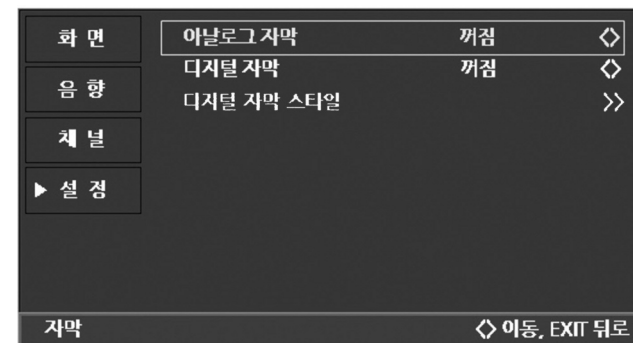 화 면
음 향
채 널
▶ 설 정
아날로그 자막 꺼짐 <>
디지털 자막 꺼짐 <>
디지털 자막 스타일 >>
자막 <> 이동, EXIT 뒤로